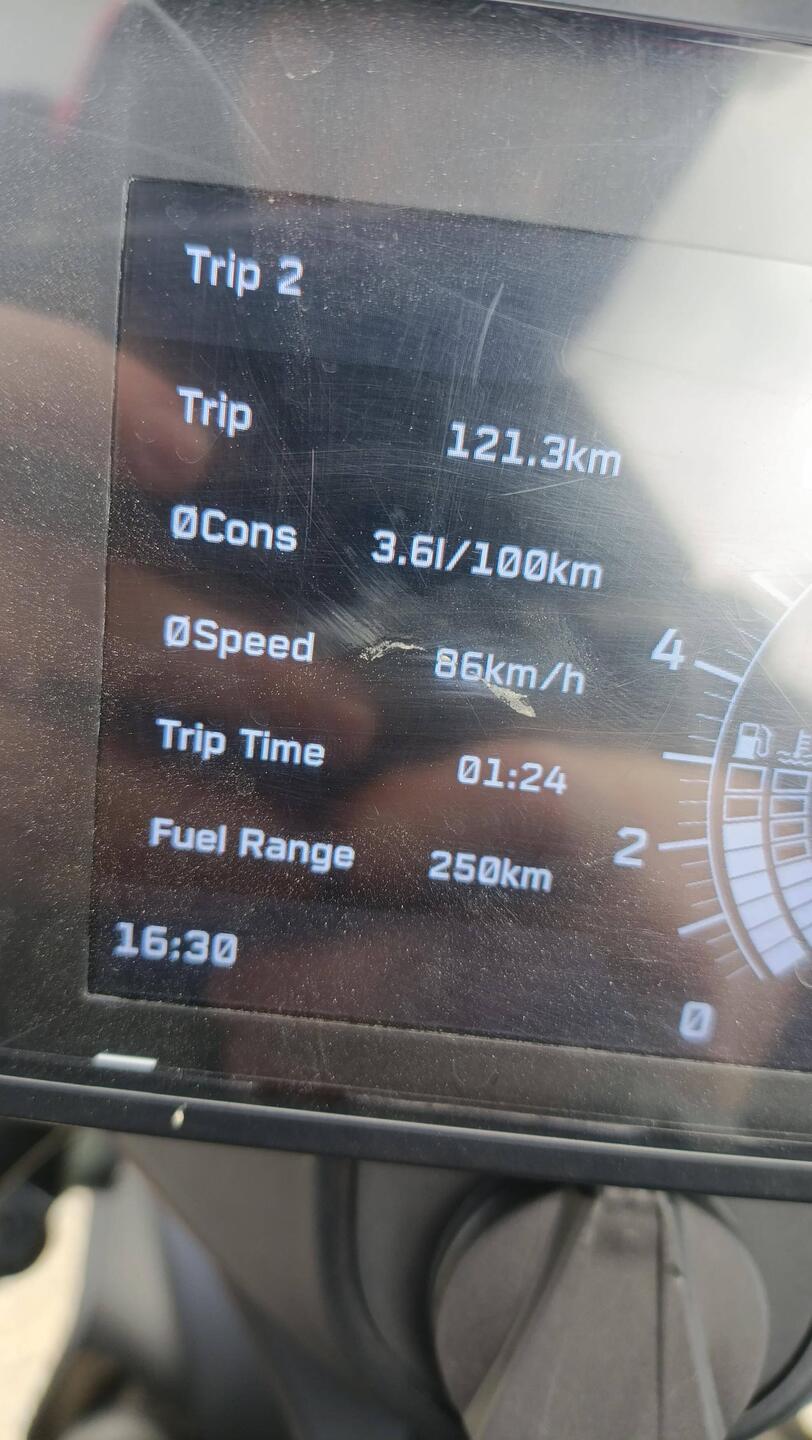 Trip 2
Trip 121.3km
ØCons 3.6l/100km
ØSpeed 86km/h
Trip Time 01:24
Fuel Range 250km
16:30
4
2
0